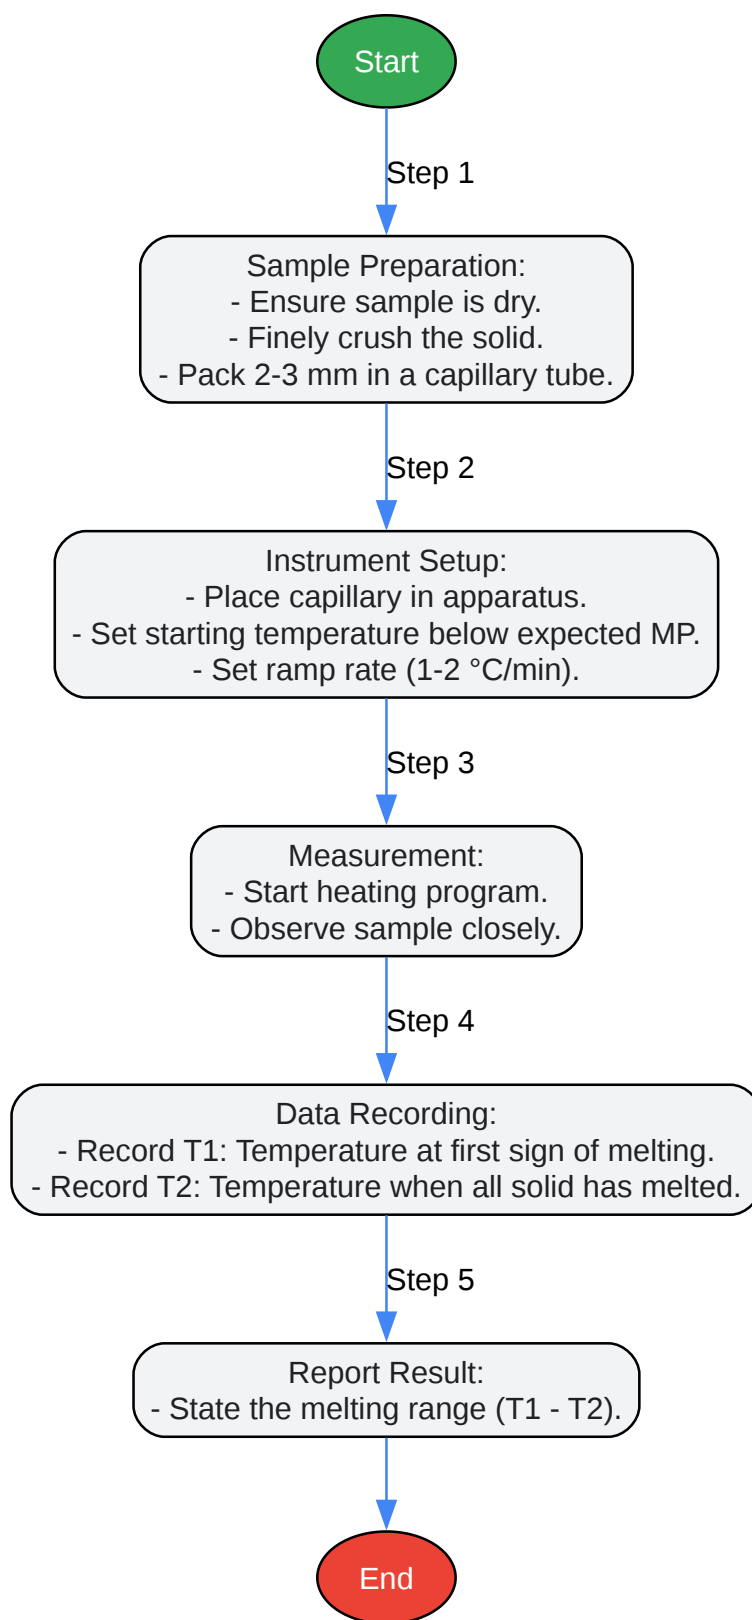 Start
Step 1
Sample Preparation:
- Ensure sample is dry.
- Finely crush the solid.
- Pack 2-3 mm in a capillary tube.
Step 2
Instrument Setup:
- Place capillary in apparatus.
- Set starting temperature below expected MP.
- Set ramp rate (1-2 °C/min).
Step 3
Measurement:
- Start heating program.
- Observe sample closely.
Step 4
Data Recording:
- Record T1: Temperature at first sign of melting.
- Record T2: Temperature when all solid has melted.
Step 5
Report Result:
- State the melting range (T1 - T2).
End